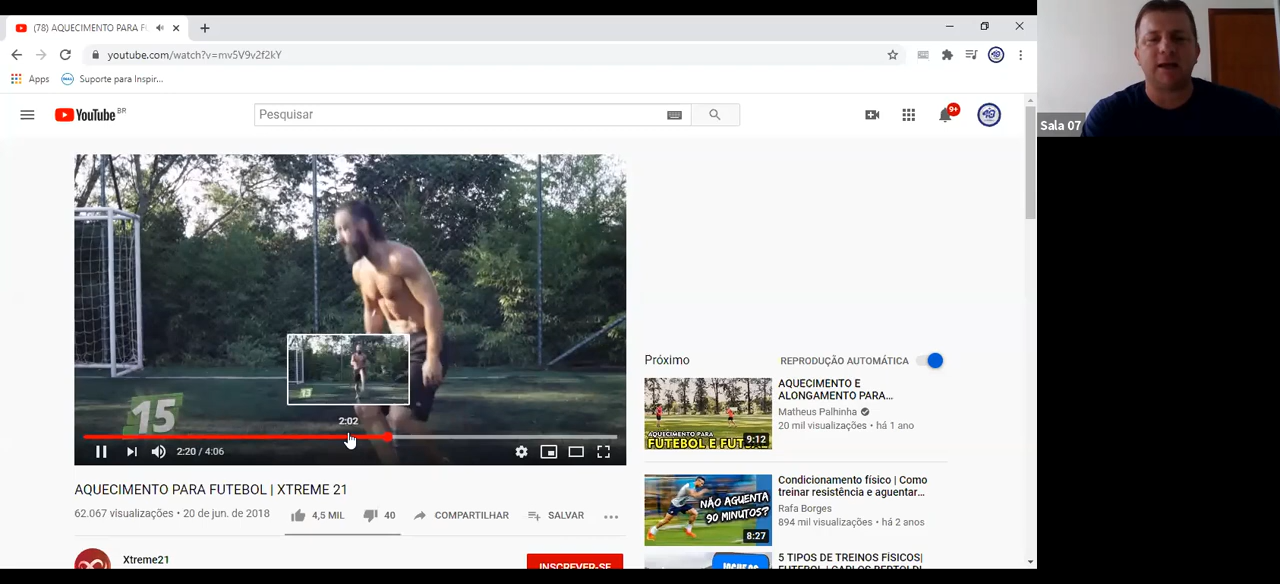 (78) AQUECIMENTO PARA FU
youtube.com/watch?v=mv5V9v2f2kY
Apps
Suporte para Inspir...
YouTube BR
Pesquisar
9+
Sala 07
15
15
2:02
2:20 / 4:06
AQUECIMENTO PARA FUTEBOL | XTREME 21
62.067 visualizações • 20 de jun. de 2018
4,5 MIL
40
COMPARTILHAR
SALVAR
Xtreme21
INSCREVER-SE
Próximo
REPRODUÇÃO AUTOMÁTICA
AQUECIMENTO PARA
FUTEBOL E FUT
9:12
AQUECIMENTO E
ALONGAMENTO PARA...
Matheus Palhinha
20 mil visualizações • há 1 ano
NÃO AGUENTA
90 MINUTOS?
8:27
Condicionamento físico | Como
treinar resistência e aguentar...
Rafa Borges
894 mil visualizações • há 2 anos
5 TIPOS DE TREINOS FÍSICOS|
FUTEBOL | CARLOS BERTOLDI